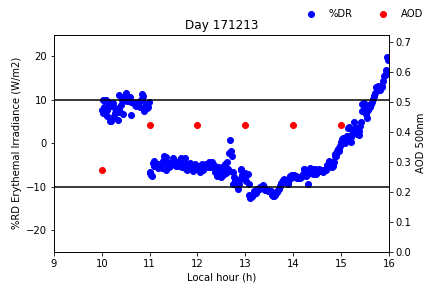 %DR AOD
Day 171213
%RD Erythemal Irradiance (W/m2)
20
10
0
−10
−20
0.7
0.6
0.5
0.4
0.3
0.2
0.1
0.0
AOD 500nm
9 10 11 12 13 14 15 16
Local hour (h)